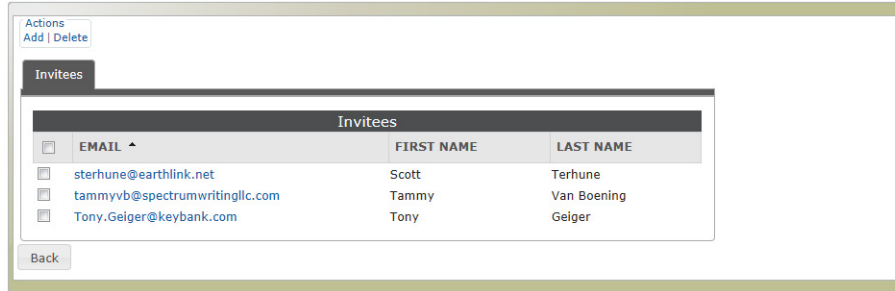 Actions
Add | Delete
Invitees
Invitees
EMAIL FIRST NAME LAST NAME
sterhune@earthlink.net Scott Terhune
tammyvb@spectrumwritingllc.com Tammy Van Boening
Tony.Geiger@keybank.com Tony Geiger
Back